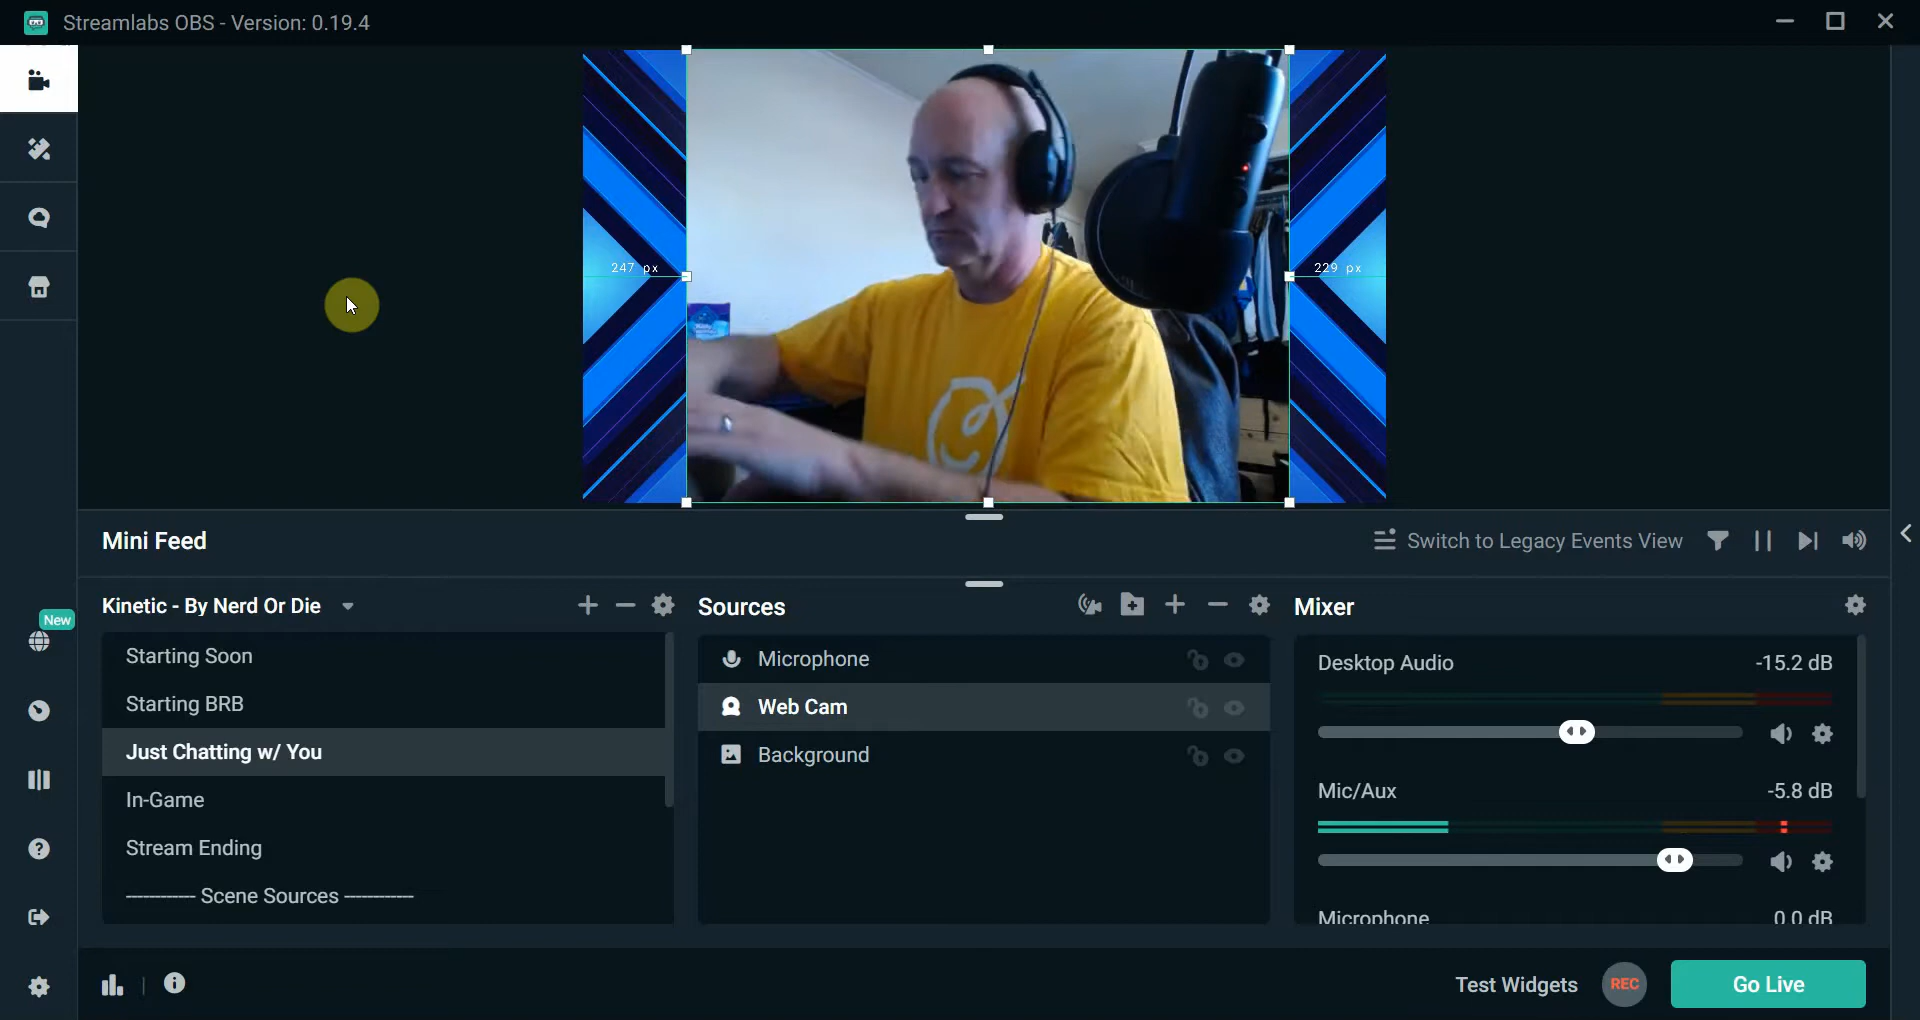 Streamlabs OBS - Version: 0.19.4
247 px
229 px
Mini Feed
Switch to Legacy Events View
New
Kinetic - By Nerd Or Die
Sources
Mixer
Starting Soon
Starting BRB
Just Chatting w/ You
In-Game
Stream Ending
----------- Scene Sources -----------
Microphone
Web Cam
Background
Desktop Audio
-15.2 dB
Mic/Aux
-5.8 dB
Microphone
0.0 dB
Test Widgets
REC
Go Live